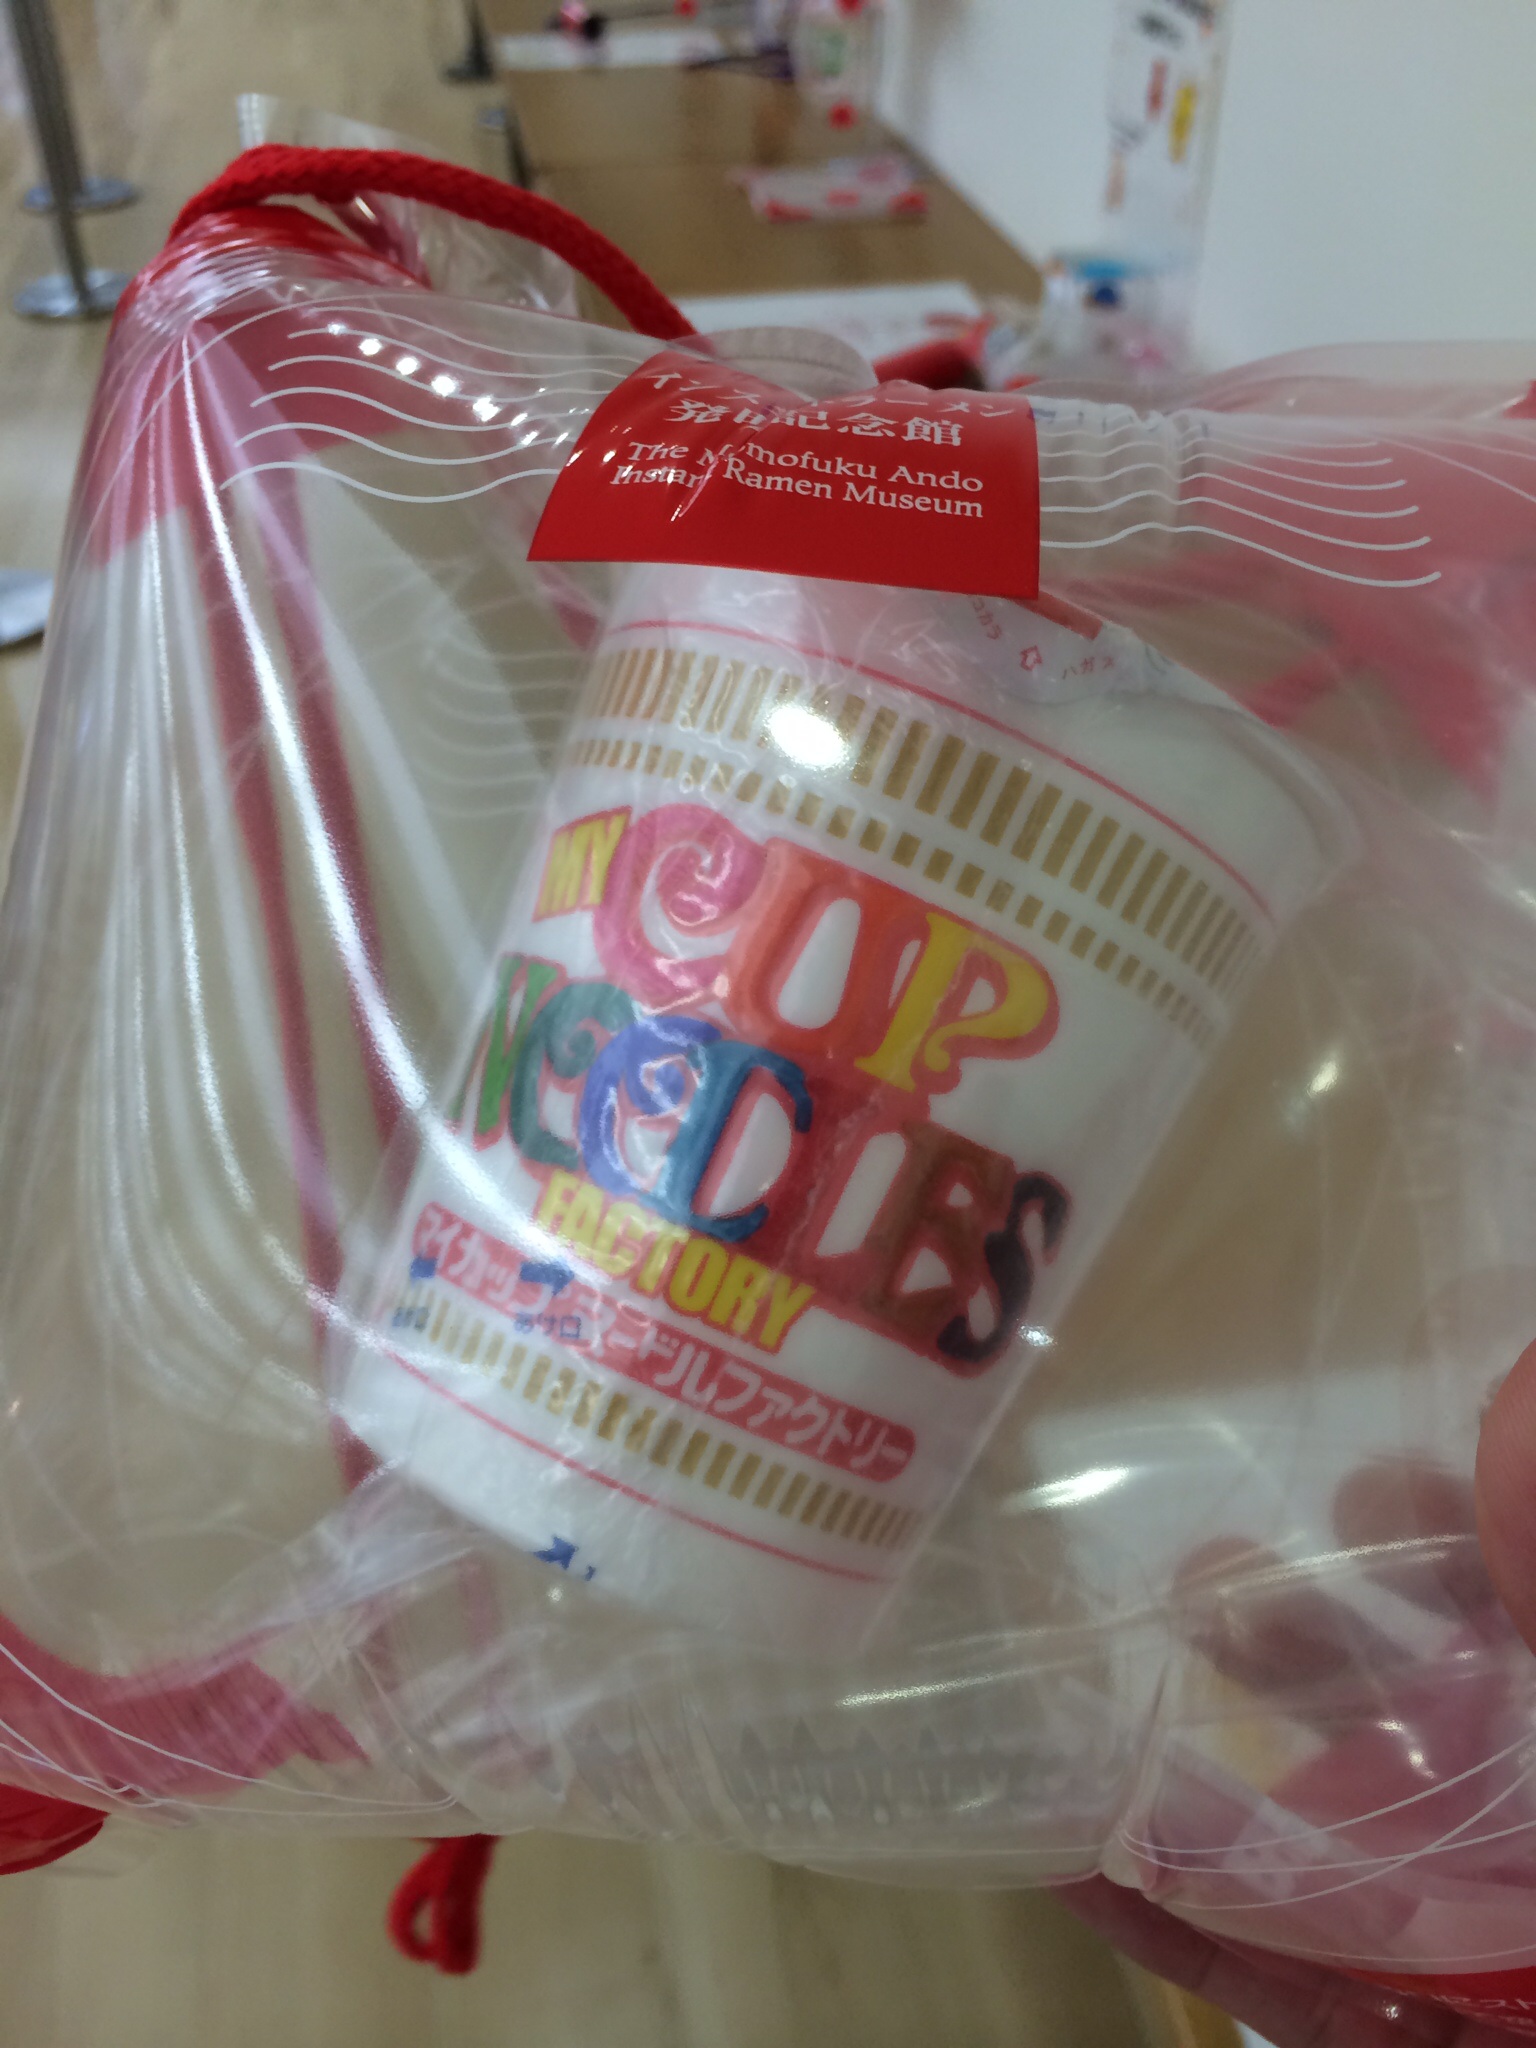 インスタントラーメン
発明記念館
The Momofuku Ando
Instant Ramen Museum
MY CUP
NOODLES
FACTORY
マイカップヌードルファクトリー